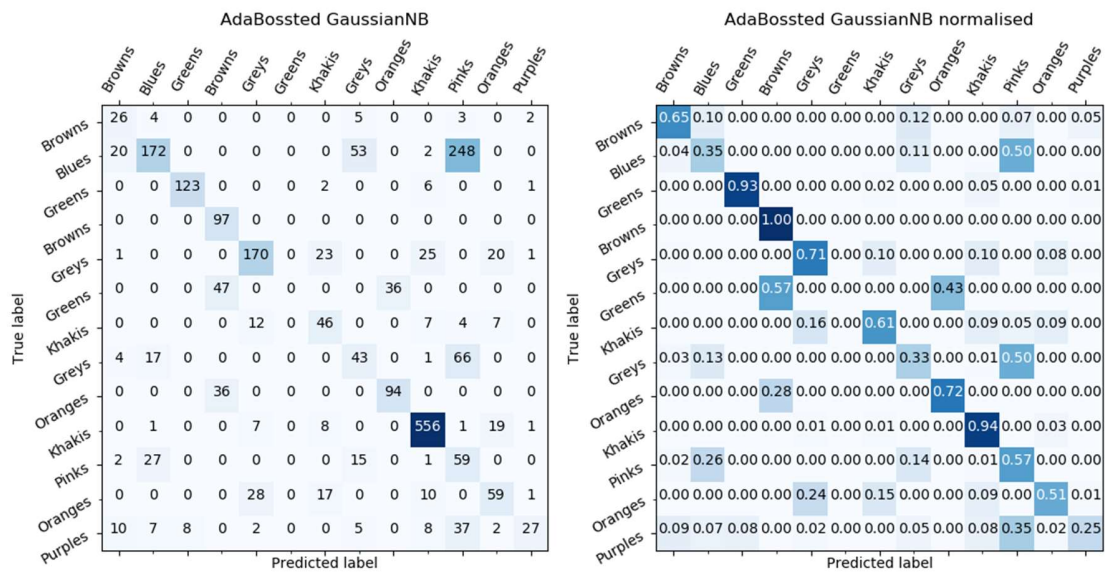 AdaBossted GaussianNB
Browns Blues Greens Browns Greys Greens Khakis Greys Oranges Khakis Pinks Oranges Purples
Browns 26 4 0 0 0 0 0 5 0 0 3 0 2
Blues 20 172 0 0 0 0 0 53 0 2 248 0 0
Greens 0 0 123 0 0 0 2 0 0 6 0 0 1
Browns 0 0 0 97 0 0 0 0 0 0 0 0 0
Greys 1 0 0 0 170 0 23 0 0 25 0 20 1
Greens 0 0 0 47 0 0 0 0 36 0 0 0 0
Khakis 0 0 0 0 12 0 46 0 0 7 4 7 0
Greys 4 17 0 0 0 0 0 43 0 1 66 0 0
Oranges 0 0 0 36 0 0 0 0 94 0 0 0 0
Khakis 0 1 0 0 7 0 8 0 0 556 1 19 1
Pinks 2 27 0 0 0 0 0 15 0 1 59 0 0
Oranges 0 0 0 0 28 0 17 0 0 10 0 59 1
Purples 10 7 8 0 2 0 0 5 0 8 37 2 27
True label
Predicted label
AdaBossted GaussianNB normalised
Browns Blues Greens Browns Greys Greens Khakis Greys Oranges Khakis Pinks Oranges Purples
Browns 0.65 0.10 0.00 0.00 0.00 0.00 0.00 0.12 0.00 0.00 0.07 0.00 0.05
Blues 0.04 0.35 0.00 0.00 0.00 0.00 0.00 0.11 0.00 0.00 0.50 0.00 0.00
Greens 0.00 0.00 0.93 0.00 0.00 0.00 0.02 0.00 0.00 0.05 0.00 0.00 0.01
Browns 0.00 0.00 0.00 1.00 0.00 0.00 0.00 0.00 0.00 0.00 0.00 0.00 0.00
Greys 0.00 0.00 0.00 0.00 0.71 0.00 0.10 0.00 0.00 0.10 0.00 0.08 0.00
Greens 0.00 0.00 0.00 0.57 0.00 0.00 0.00 0.00 0.43 0.00 0.00 0.00 0.00
Khakis 0.00 0.00 0.00 0.00 0.16 0.00 0.61 0.00 0.00 0.09 0.05 0.09 0.00
Greys 0.03 0.13 0.00 0.00 0.00 0.00 0.00 0.33 0.00 0.01 0.50 0.00 0.00
Oranges 0.00 0.00 0.00 0.28 0.00 0.00 0.00 0.00 0.72 0.00 0.00 0.00 0.00
Khakis 0.00 0.00 0.00 0.00 0.01 0.00 0.01 0.00 0.00 0.94 0.00 0.03 0.00
Pinks 0.02 0.26 0.00 0.00 0.00 0.00 0.00 0.14 0.00 0.01 0.57 0.00 0.00
Oranges 0.00 0.00 0.00 0.00 0.24 0.00 0.15 0.00 0.00 0.09 0.00 0.51 0.01
Purples 0.09 0.07 0.08 0.00 0.02 0.00 0.00 0.05 0.00 0.08 0.35 0.02 0.25
True label
Predicted label